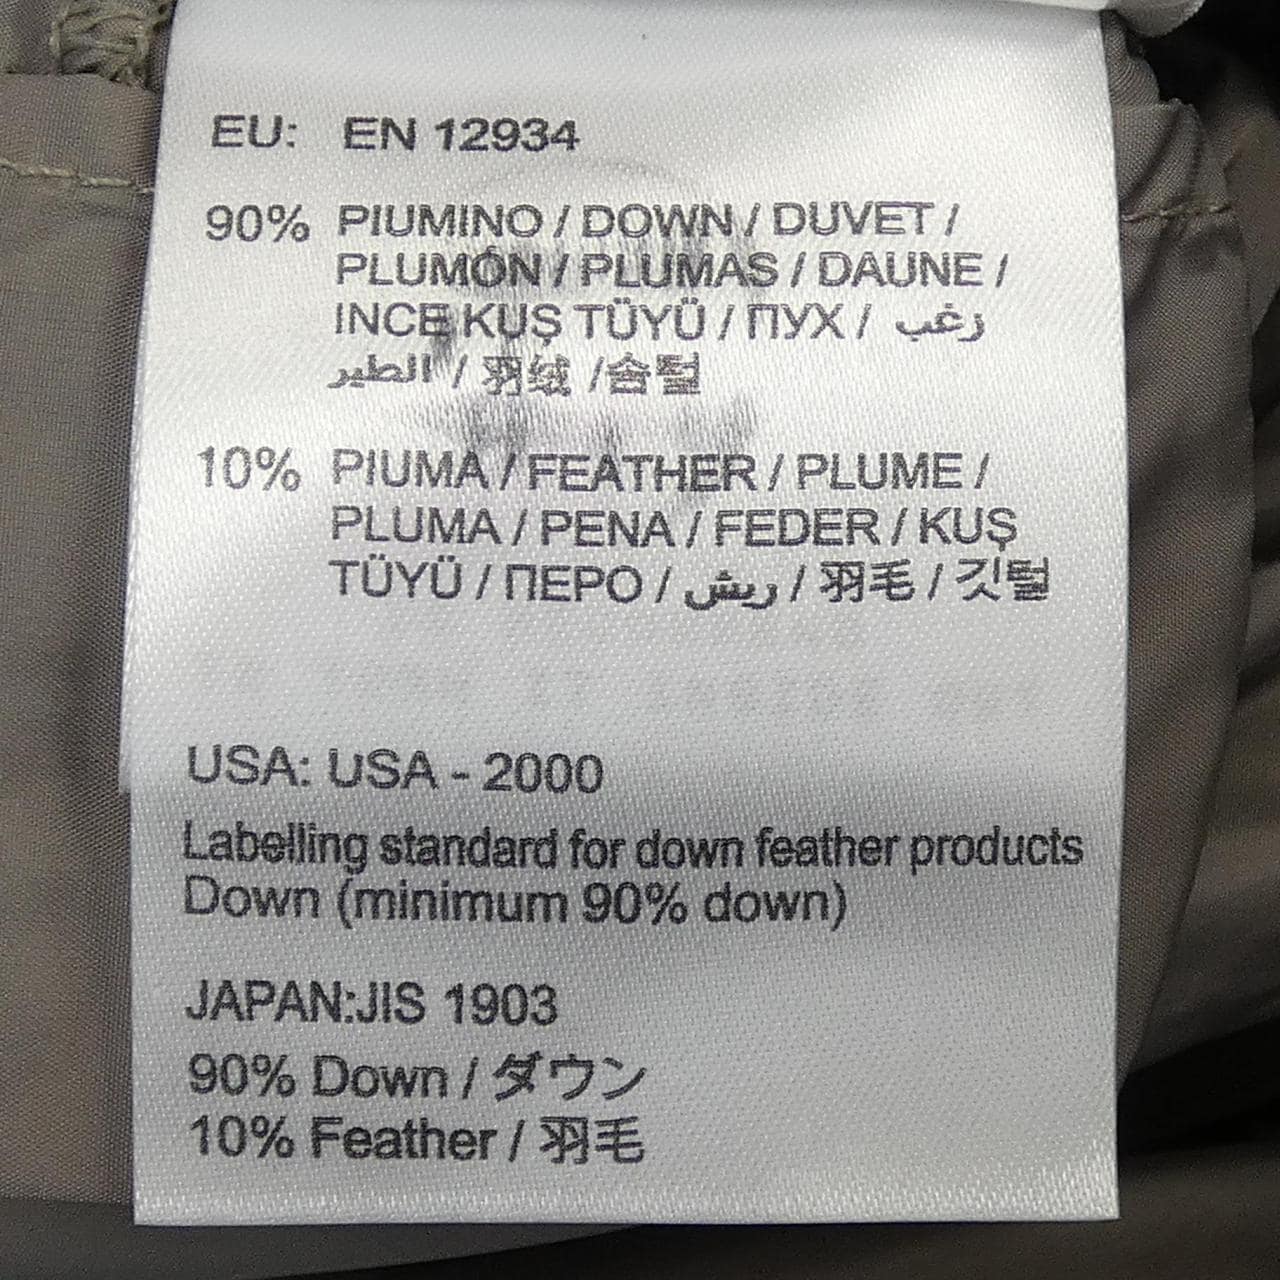 EU: EN 12934
90% PIUMINO / DOWN / DUVET /
PLUMÓN / PLUMAS / DAUNE /
INCE KUŞ TÜYÜ / ПУХ / زغب
الطير / 羽绒 /솜털
10% PIUMA / FEATHER / PLUME /
PLUMA / PENA / FEDER / KUŞ
TÜYÜ / ПЕРО / ريش / 羽毛 / 깃털
USA: USA - 2000
Labelling standard for down feather products
Down (minimum 90% down)
JAPAN:JIS 1903
90% Down / ダウン
10% Feather / 羽毛